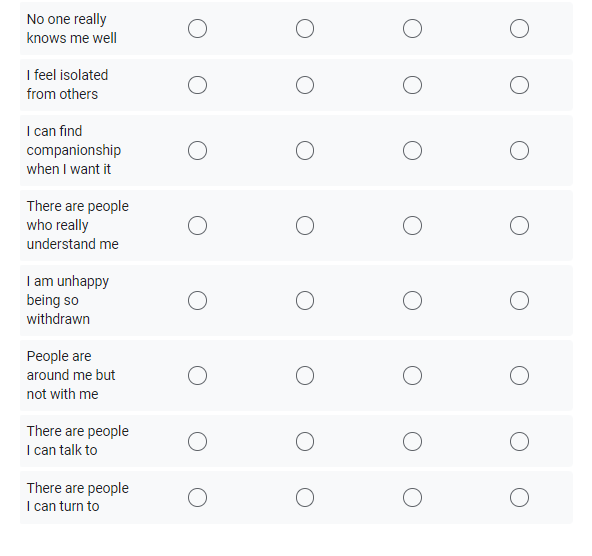 No one really
knows me well
I feel isolated
from others
I can find
companionship
when I want it
There are people
who really
understand me
I am unhappy
being so
withdrawn
People are
around me but
not with me
There are people
I can talk to
There are people
I can turn to